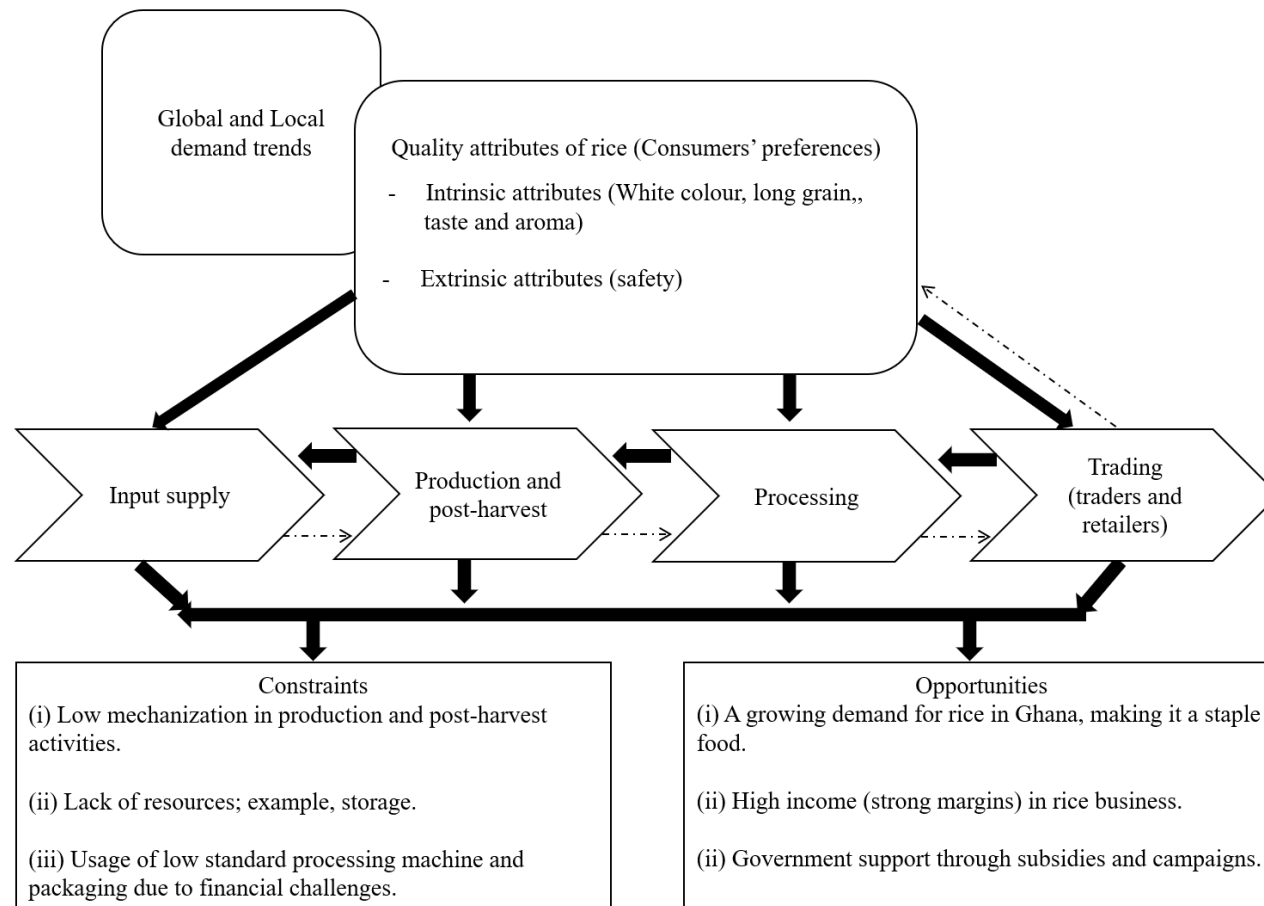 Global and Local
demand trends
Quality attributes of rice (Consumers’ preferences)
- Intrinsic attributes (White colour, long grain,,
taste and aroma)
- Extrinsic attributes (safety)
Input supply
Production and
post-harvest
Processing
Trading
(traders and
retailers)
Constraints
(i) Low mechanization in production and post-harvest
activities.
(ii) Lack of resources; example, storage.
(iii) Usage of low standard processing machine and
packaging due to financial challenges.
Opportunities
(i) A growing demand for rice in Ghana, making it a staple
food.
(ii) High income (strong margins) in rice business.
(ii) Government support through subsidies and campaigns.